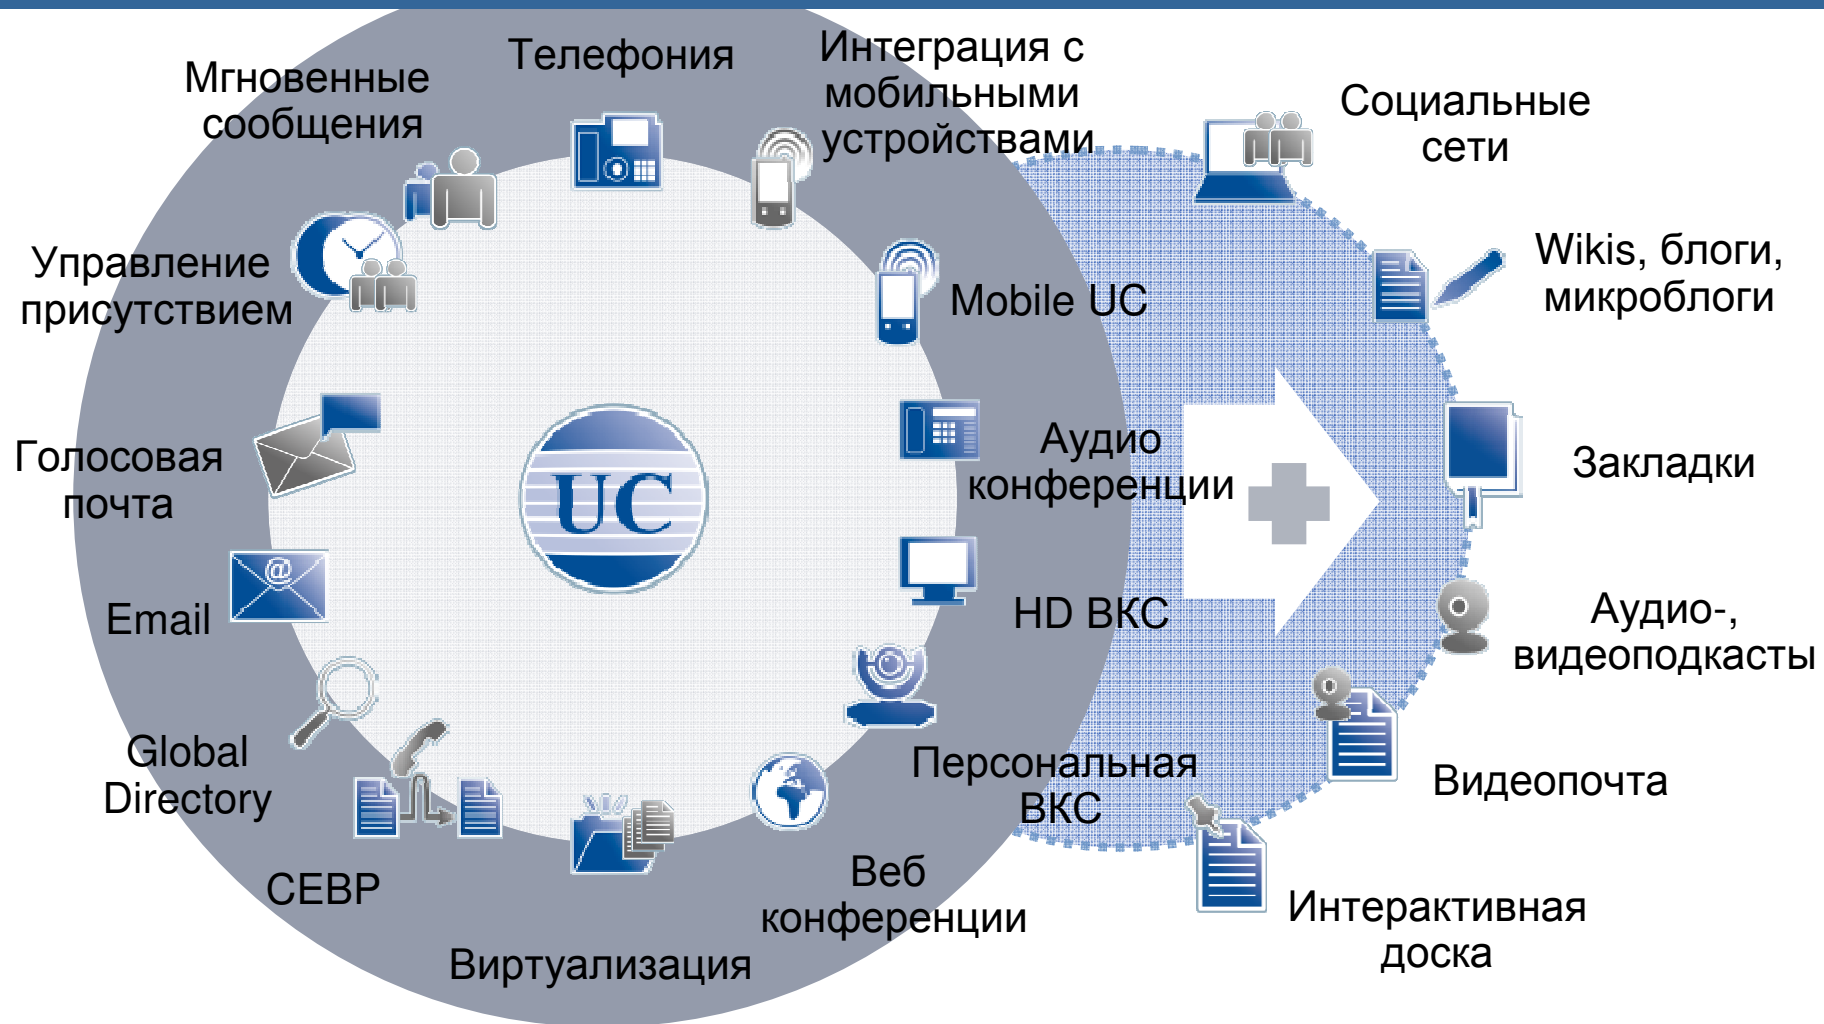 Телефония
Интеграция с
мобильными
устройствами
Мгновенные
сообщения
Социальные
сети
Управление
присутствием
Mobile UC
Wikis, блоги,
микроблоги
Голосовая
почта
UC
Аудио
конференции
Закладки
Email
@
HD ВКС
Аудио-,
видеоподкасты
Global
Directory
Персональная
ВКС
Видеопочта
CEBP
Веб
конференции
Виртуализация
Интерактивная
доска